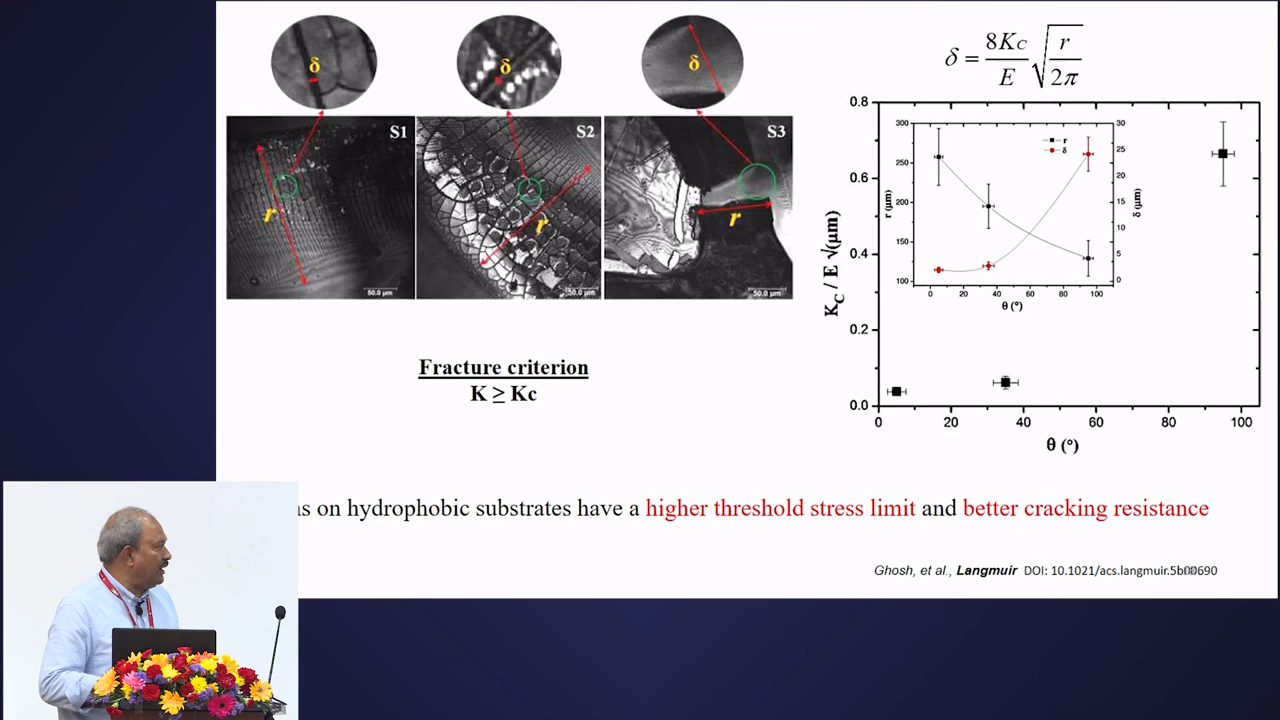 δ
δ
δ
S1
S2
S3
r
r
r
50.0 μm
50.0 μm
50.0 μm
Fracture criterion
K ≥ Kc
δ = 8Kc/E √(r/2π)
0.8
0.6
0.4
0.2
0.0
K_C / E √(μm)
0
20
40
60
80
100
θ (°)
300
250
200
150
100
r (μm)
r
δ
30
25
20
15
10
5
0
δ (μm)
0
20
40
60
80
100
θ (°)
on hydrophobic substrates have a higher threshold stress limit and better cracking resistance
Ghosh, et al., Langmuir DOI: 10.1021/acs.langmuir.5b00690